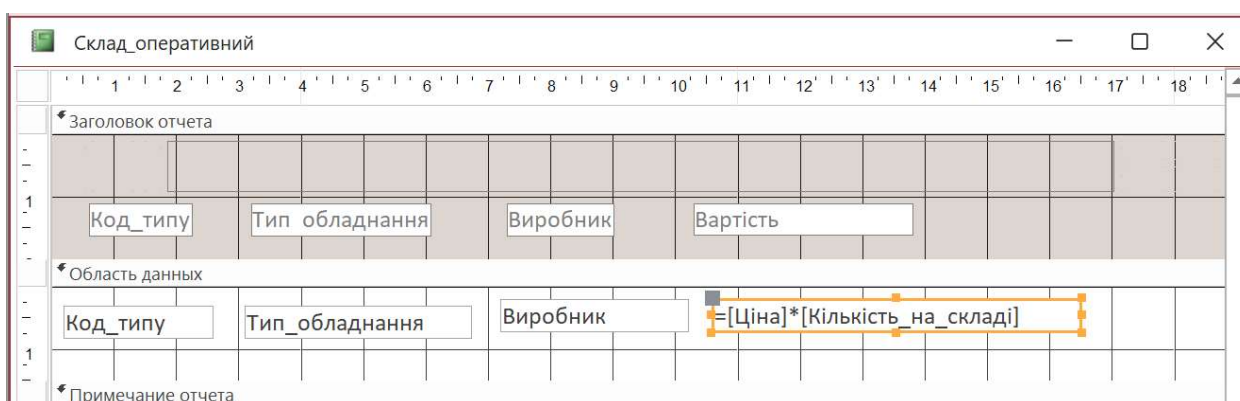 Склад_оперативний
1 2 3 4 5 6 7 8 9 10 11 12 13 14 15 16 17 18
Заголовок отчета
1
Код_типу Тип обладнання Виробник Вартість
Область данных
Код_типу Тип_обладнання Виробник =[Ціна]*[Кількість_на_складі]
1
Примечание отчета